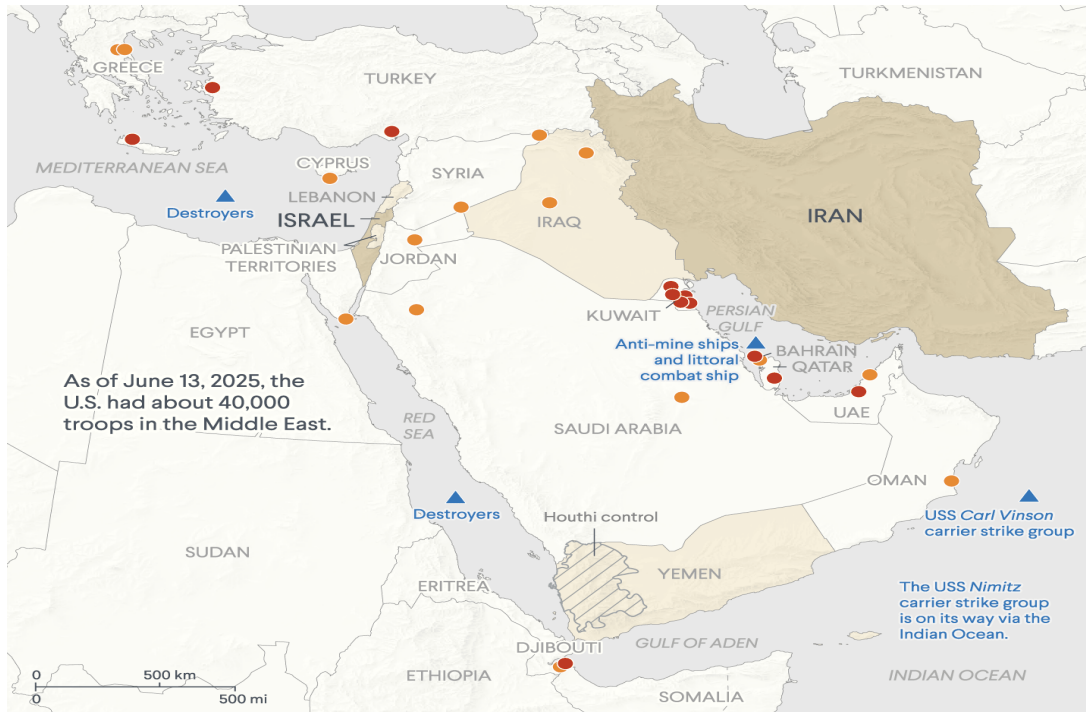 GREECE
TURKEY
TURKMENISTAN
MEDITERRANEAN SEA
CYPRUS
SYRIA
LEBANON
Destroyers
ISRAEL
IRAQ
IRAN
PALESTINIAN
TERRITORIES
JORDAN
KUWAIT
PERSIAN
GULF
EGYPT
Anti-mine ships
and littoral
combat ship
BAHRAIN
QATAR
As of June 13, 2025, the
U.S. had about 40,000
troops in the Middle East.
UAE
RED
SEA
SAUDI ARABIA
OMAN
Destroyers
Houthi control
USS Carl Vinson
carrier strike group
SUDAN
YEMEN
ERITREA
The USS Nimitz
carrier strike group
is on its way via the
Indian Ocean.
DJIBOUTI
GULF OF ADEN
ETHIOPIA
INDIAN OCEAN
SOMALIA
0 500 km
0 500 mi